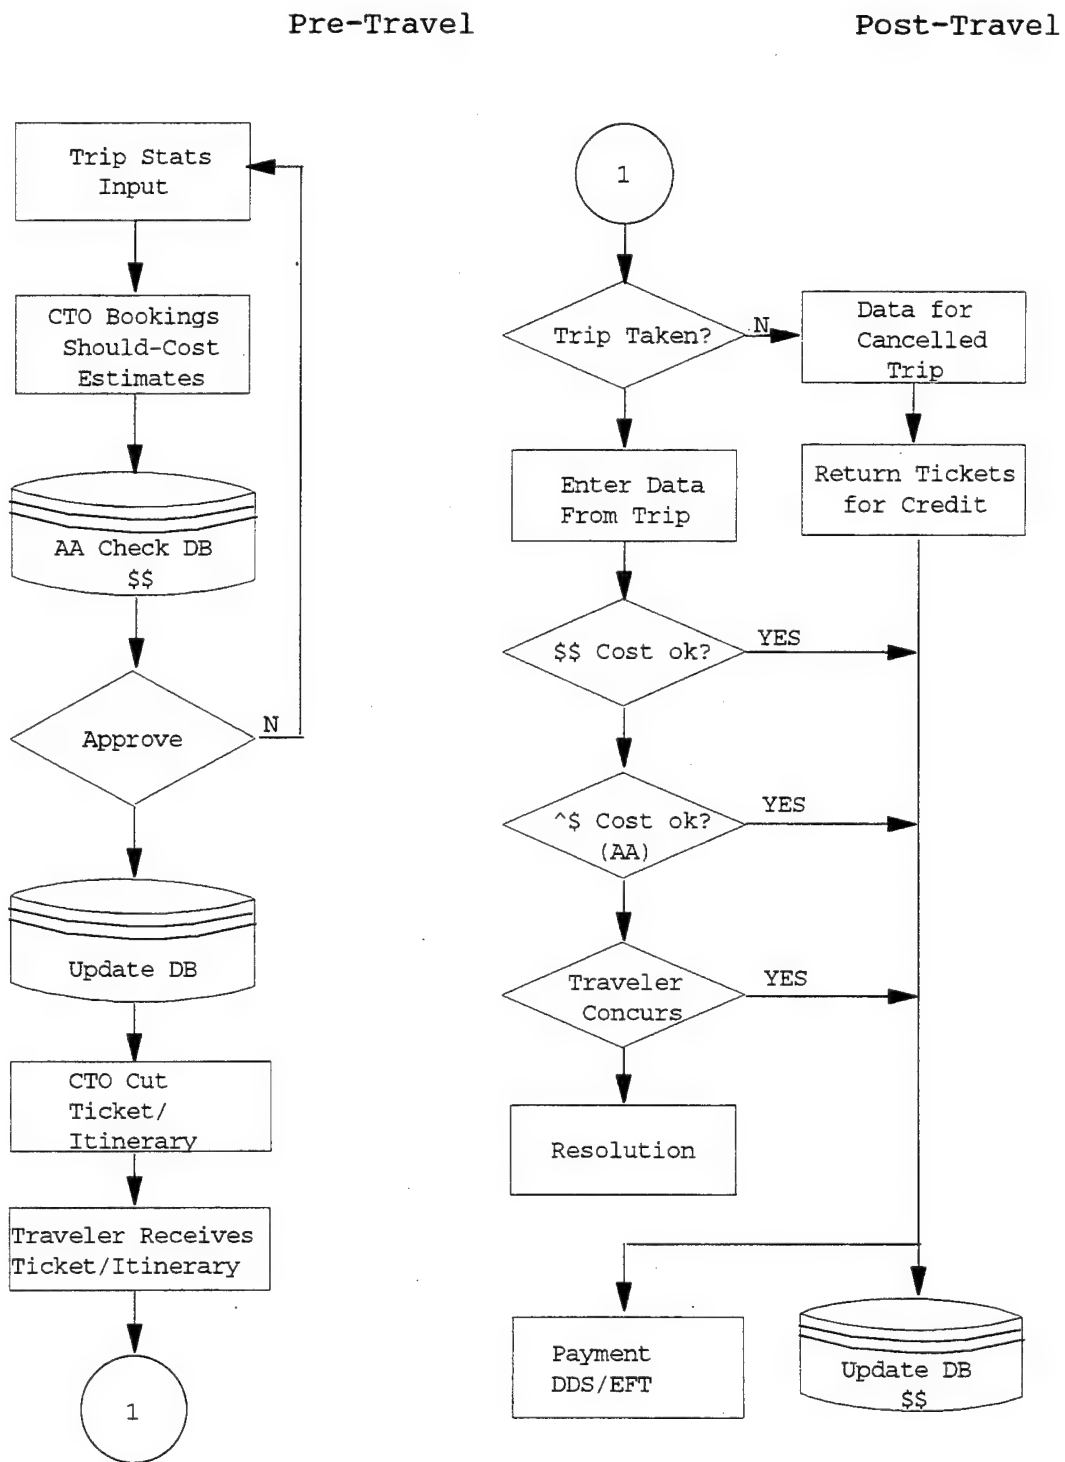 Pre-Travel
Post-Travel
Trip Stats
Input
CTO Bookings
Should-Cost
Estimates
AA Check DB
$$
Approve
N
Update DB
CTO Cut
Ticket/
Itinerary
Traveler Receives
Ticket/Itinerary
1
1
Trip Taken?
N
Data for
Cancelled
Trip
Enter Data
From Trip
Return Tickets
for Credit
$$ Cost ok?
YES
^$ Cost ok?
(AA)
YES
Traveler
Concurs
YES
Resolution
Payment
DDS/EFT
Update DB
$$